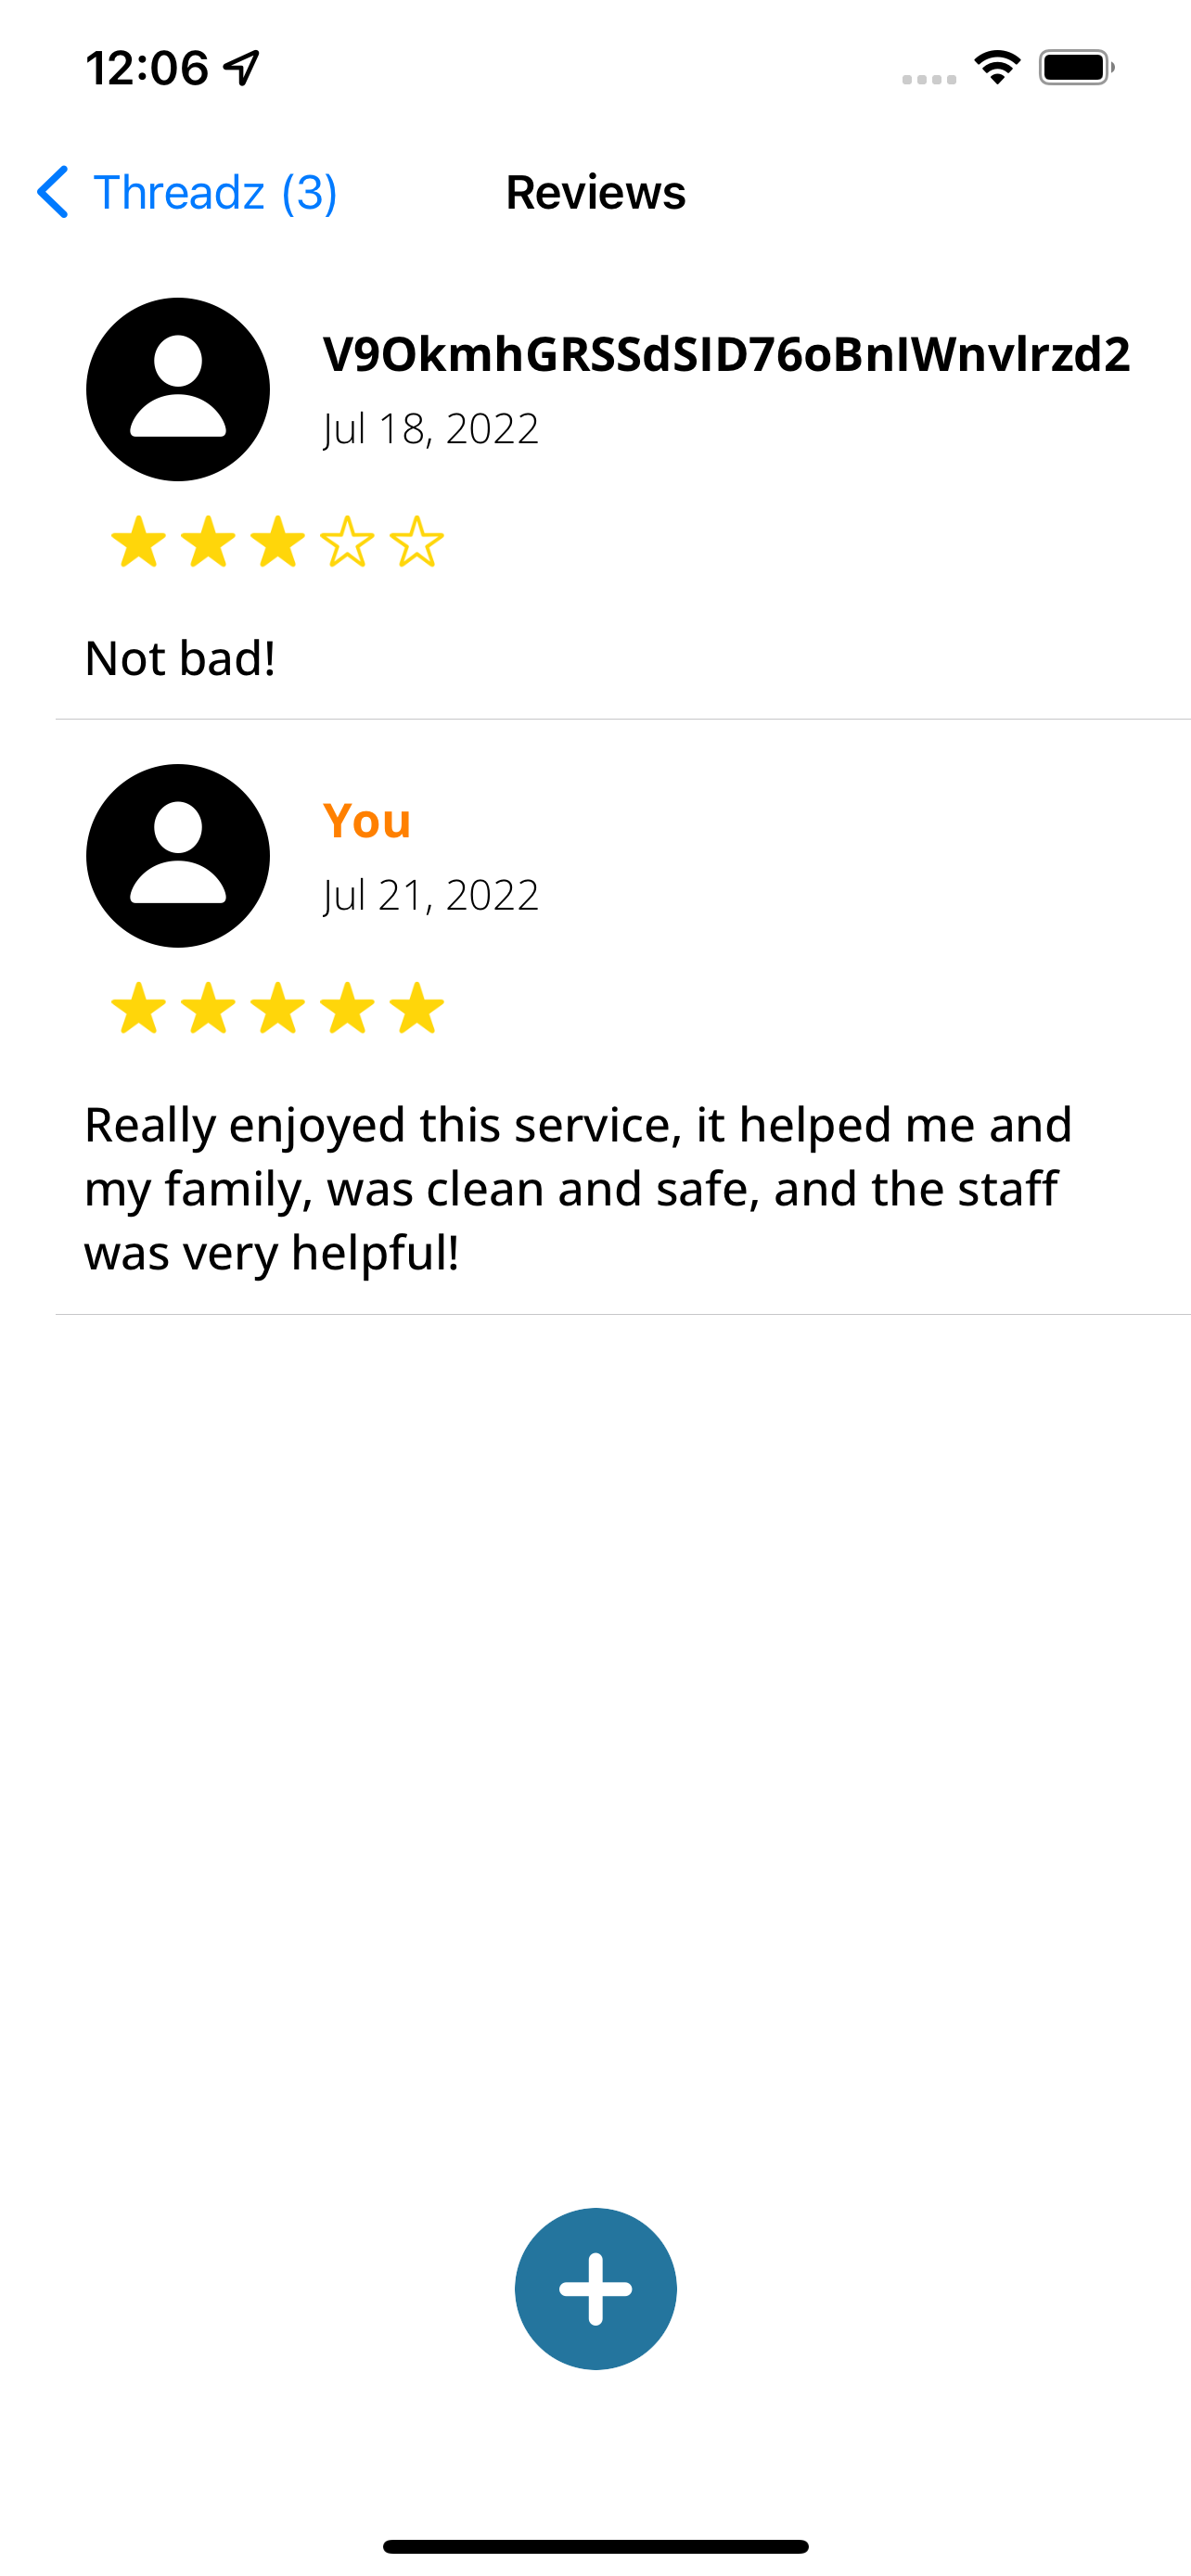 12:06
Threadz (3)
Reviews
V9OkmhGRSSdSID76oBnIWnvlrzd2
Jul 18, 2022
Not bad!
You
Jul 21, 2022
Really enjoyed this service, it helped me and
my family, was clean and safe, and the staff
was very helpful!